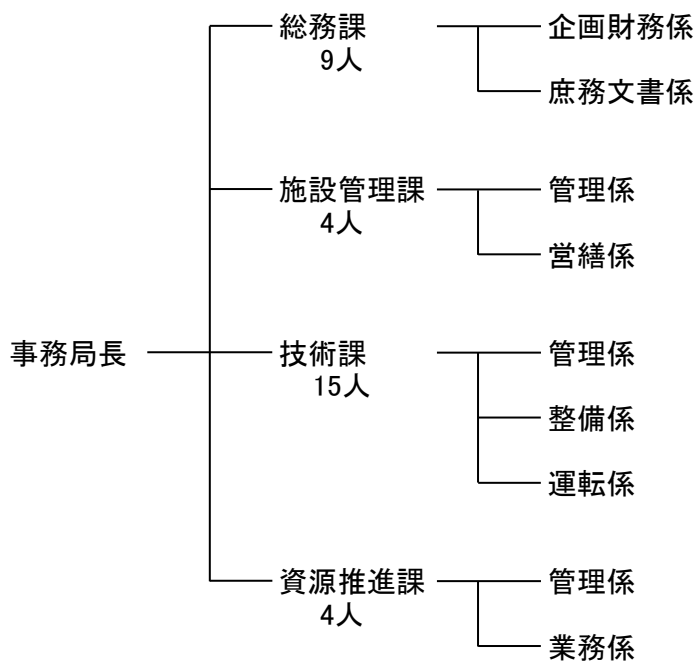 総務課
9人
企画財務係
庶務文書係
施設管理課
4人
管理係
営繕係
事務局長
技術課
15人
管理係
整備係
運転係
資源推進課
4人
管理係
業務係